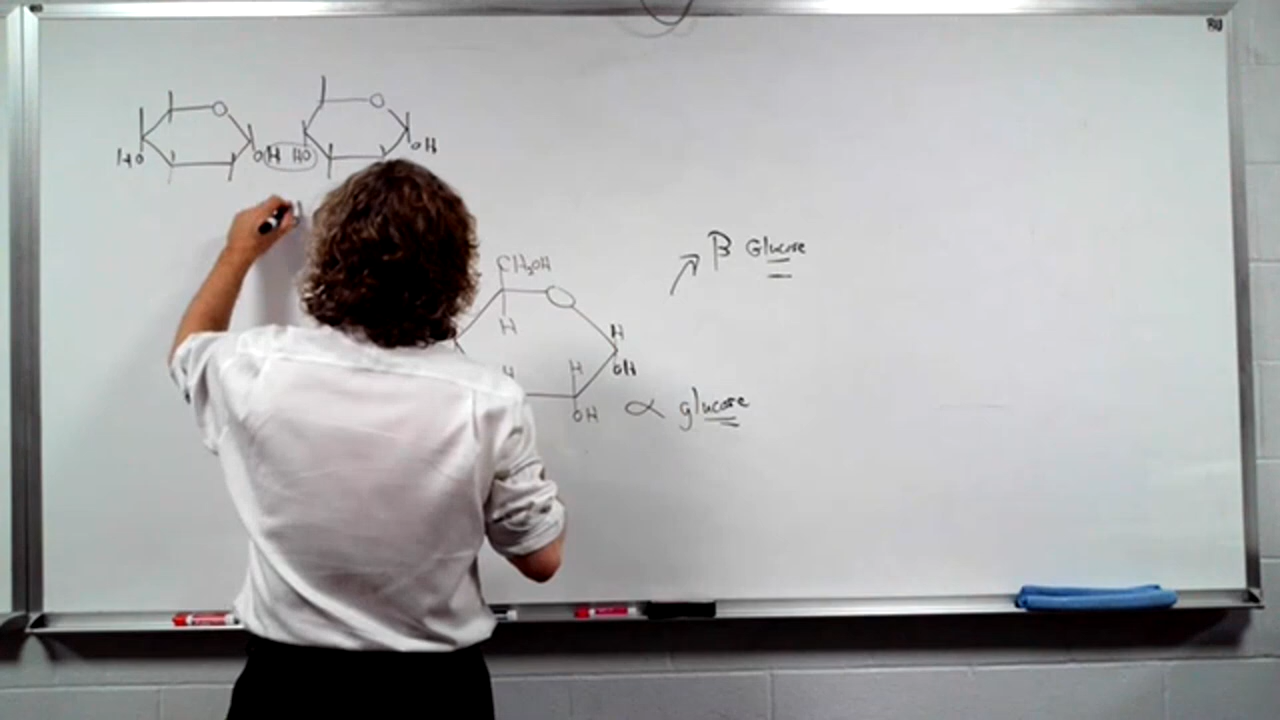 O O
HO OH HO OH
CH2OH
O
H
H
H H OH
OH
β Glucose
α glucose